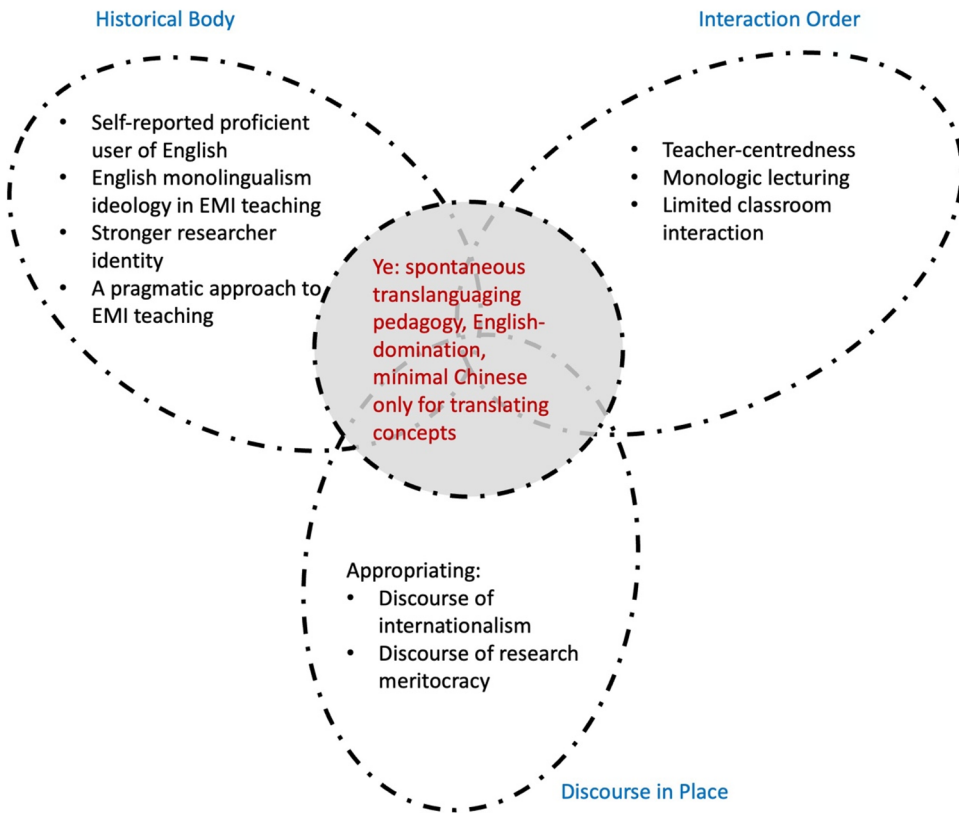 Historical Body
Interaction Order
• Self-reported proficient
user of English
• English monolingualism
ideology in EMI teaching
• Stronger researcher
identity
• A pragmatic approach to
EMI teaching
• Teacher-centredness
• Monologic lecturing
• Limited classroom
interaction
Ye: spontaneous
translanguaging
pedagogy, English-
domination,
minimal Chinese
only for translating
concepts
Appropriating:
• Discourse of
internationalism
• Discourse of research
meritocracy
Discourse in Place